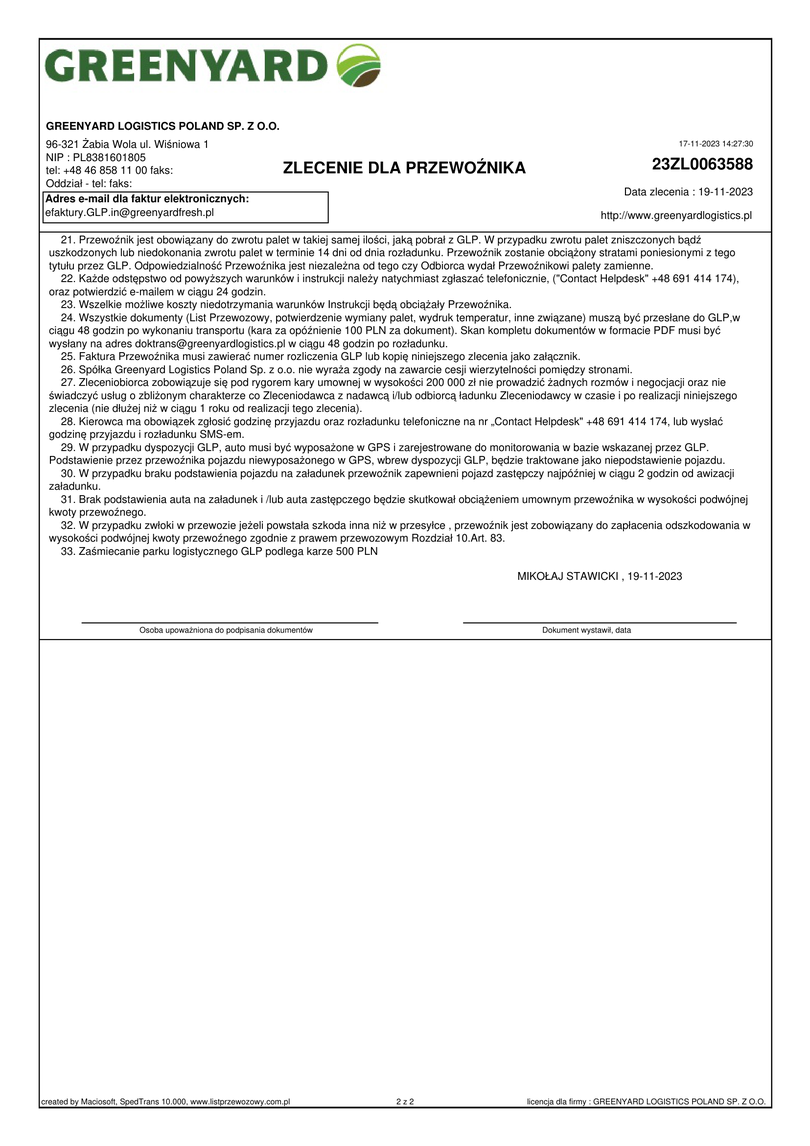 GREENYARD
GREENYARD LOGISTICS POLAND SP. Z O.O.
96-321 Żabia Wola ul. Wiśniowa 1
NIP : PL8381601805
tel: +48 46 858 11 00 faks:
Oddział - tel: faks:
Adres e-mail dla faktur elektronicznych:
efaktury.GLP.in@greenyardfresh.pl
ZLECENIE DLA PRZEWOŹNIKA
17-11-2023 14:27:30
23ZL0063588
Data zlecenia : 19-11-2023
http://www.greenyardlogistics.pl
21. Przewoźnik jest obowiązany do zwrotu palet w takiej samej ilości, jaką pobrał z GLP. W przypadku zwrotu palet zniszczonych bądź
uszkodzonych lub niedokonania zwrotu palet w terminie 14 dni od dnia rozładunku. Przewoźnik zostanie obciążony stratami poniesionymi z tego
tytułu przez GLP. Odpowiedzialność Przewoźnika jest niezależna od tego czy Odbiorca wydał Przewoźnikowi palety zamienne.
22. Każde odstępstwo od powyższych warunków i instrukcji należy natychmiast zgłaszać telefonicznie, ("Contact Helpdesk" +48 691 414 174),
oraz potwierdzić e-mailem w ciągu 24 godzin.
23. Wszelkie możliwe koszty niedotrzymania warunków Instrukcji będą obciążały Przewoźnika.
24. Wszystkie dokumenty (List Przewozowy, potwierdzenie wymiany palet, wydruk temperatur, inne związane) muszą być przesłane do GLP,w
ciągu 48 godzin po wykonaniu transportu (kara za opóźnienie 100 PLN za dokument). Skan kompletu dokumentów w formacie PDF musi być
wysłany na adres doktrans@greenyardlogistics.pl w ciągu 48 godzin po rozładunku.
25. Faktura Przewoźnika musi zawierać numer rozliczenia GLP lub kopię niniejszego zlecenia jako załącznik.
26. Spółka Greenyard Logistics Poland Sp. z o.o. nie wyraża zgody na zawarcie cesji wierzytelności pomiędzy stronami.
27. Zleceniobiorca zobowiązuje się pod rygorem kary umownej w wysokości 200 000 zł nie prowadzić żadnych rozmów i negocjacji oraz nie
świadczyć usług o zbliżonym charakterze co Zleceniodawca z nadawcą i/lub odbiorcą ładunku Zleceniodawcy w czasie i po realizacji niniejszego
zlecenia (nie dłużej niż w ciągu 1 roku od realizacji tego zlecenia).
28. Kierowca ma obowiązek zgłosić godzinę przyjazdu oraz rozładunku telefoniczne na nr „Contact Helpdesk" +48 691 414 174, lub wysłać
godzinę przyjazdu i rozładunku SMS-em.
29. W przypadku dyspozycji GLP, auto musi być wyposażone w GPS i zarejestrowane do monitorowania w bazie wskazanej przez GLP.
Podstawienie przez przewoźnika pojazdu niewyposażonego w GPS, wbrew dyspozycji GLP, będzie traktowane jako niepodstawienie pojazdu.
30. W przypadku braku podstawienia pojazdu na załadunek przewoźnik zapewnieni pojazd zastępczy najpóźniej w ciągu 2 godzin od awizacji
załadunku.
31. Brak podstawienia auta na załadunek i /lub auta zastępczego będzie skutkował obciążeniem umownym przewoźnika w wysokości podwójnej
kwoty przewoźnego.
32. W przypadku zwłoki w przewozie jeżeli powstała szkoda inna niż w przesyłce , przewoźnik jest zobowiązany do zapłacenia odszkodowania w
wysokości podwójnej kwoty przewoźnego zgodnie z prawem przewozowym Rozdział 10.Art. 83.
33. Zaśmiecanie parku logistycznego GLP podlega karze 500 PLN
MIKOŁAJ STAWICKI , 19-11-2023
Osoba upoważniona do podpisania dokumentów
Dokument wystawił, data
created by Maciosoft, SpedTrans 10.000, www.listprzewozowy.com.pl
2 z 2
licencja dla firmy : GREENYARD LOGISTICS POLAND SP. Z O.O.